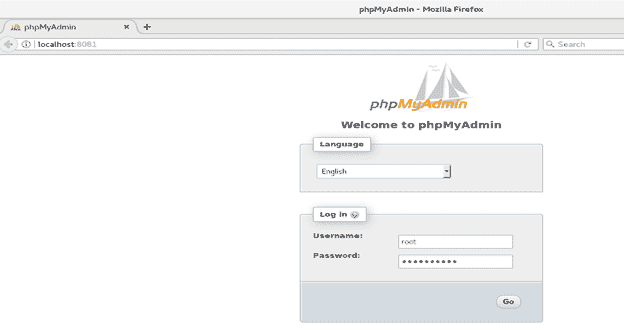 phpMyAdmin - Mozilla Firefox
phpMyAdmin
localhost:8081
Search
phpMyAdmin
Welcome to phpMyAdmin
Language
English
Log in
Username:
root
Password:
••••••••••
Go